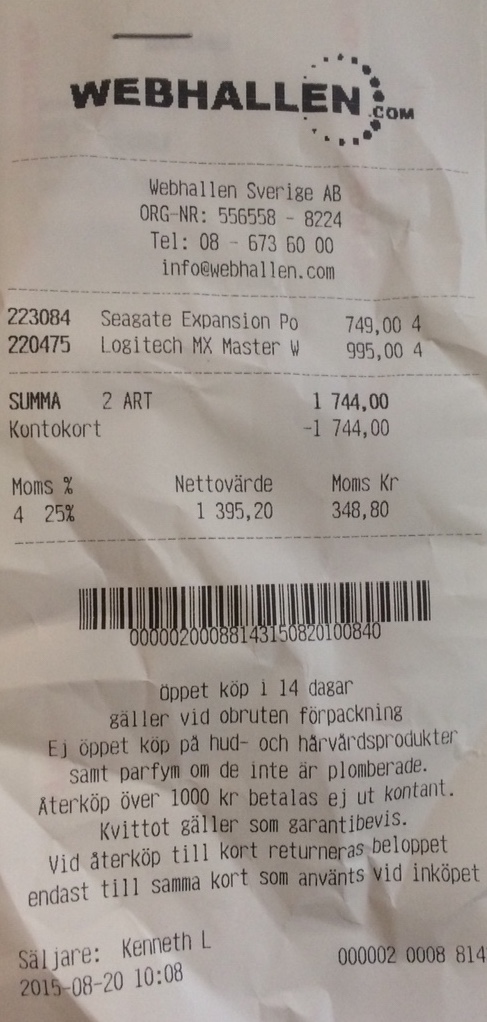 WEBHALLEN.COM
Webhallen Sverige AB
ORG-NR: 556558 - 8224
Tel: 08 - 673 60 00
info@webhallen.com
223084 Seagate Expansion Po 749,00 4
220475 Logitech MX Master W 995,00 4
SUMMA 2 ART 1 744,00
Kontokort -1 744,00
Moms % Nettovärde Moms Kr
4 25% 1 395,20 348,80
0000020008814315082010​0840
öppet köp i 14 dagar
gäller vid obruten förpackning
Ej öppet köp på hud- och hårvårdsprodukter
samt parfym om de inte är plomberade.
Återköp över 1000 kr betalas ej ut kontant.
Kvittot gäller som garantibevis.
Vid återköp till kort returneras beloppet
endast till samma kort som använts vid inköpet
Säljare: Kenneth L
2015-08-20 10:08 000002 0008 814